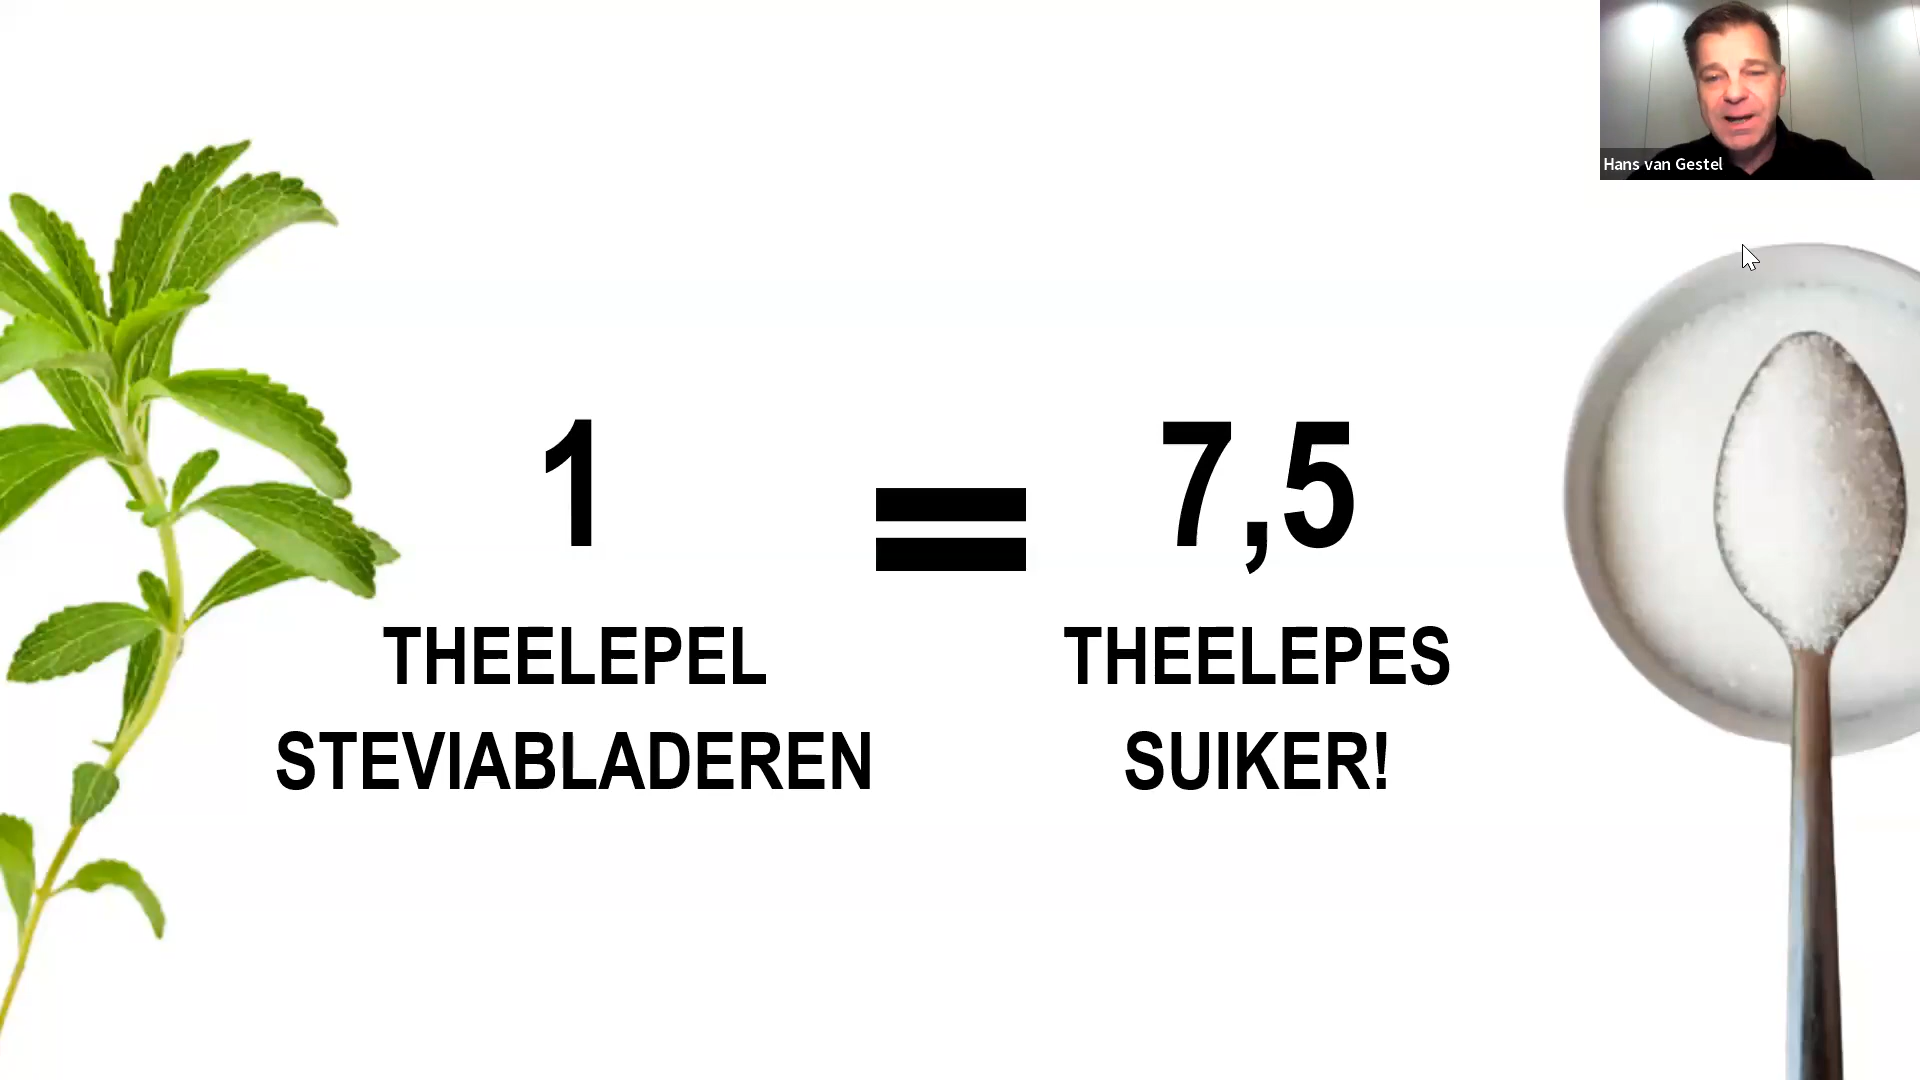 Hans van Gestel
1 = 7,5
THEELEPEL
STEVIABLADEREN
THEELEPES
SUIKER!